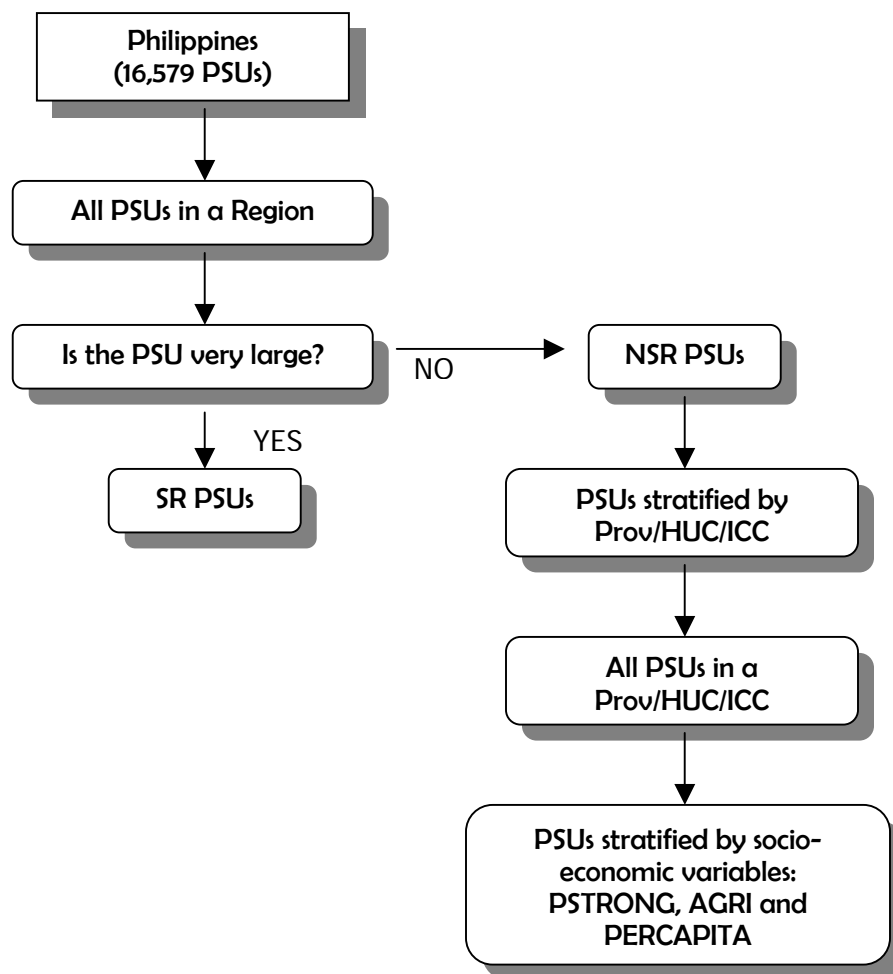 Philippines
(16,579 PSUs)
All PSUs in a Region
Is the PSU very large?
NO
NSR PSUs
YES
SR PSUs
PSUs stratified by
Prov/HUC/ICC
All PSUs in a
Prov/HUC/ICC
PSUs stratified by socio-
economic variables:
PSTRONG, AGRI and
PERCAPITA